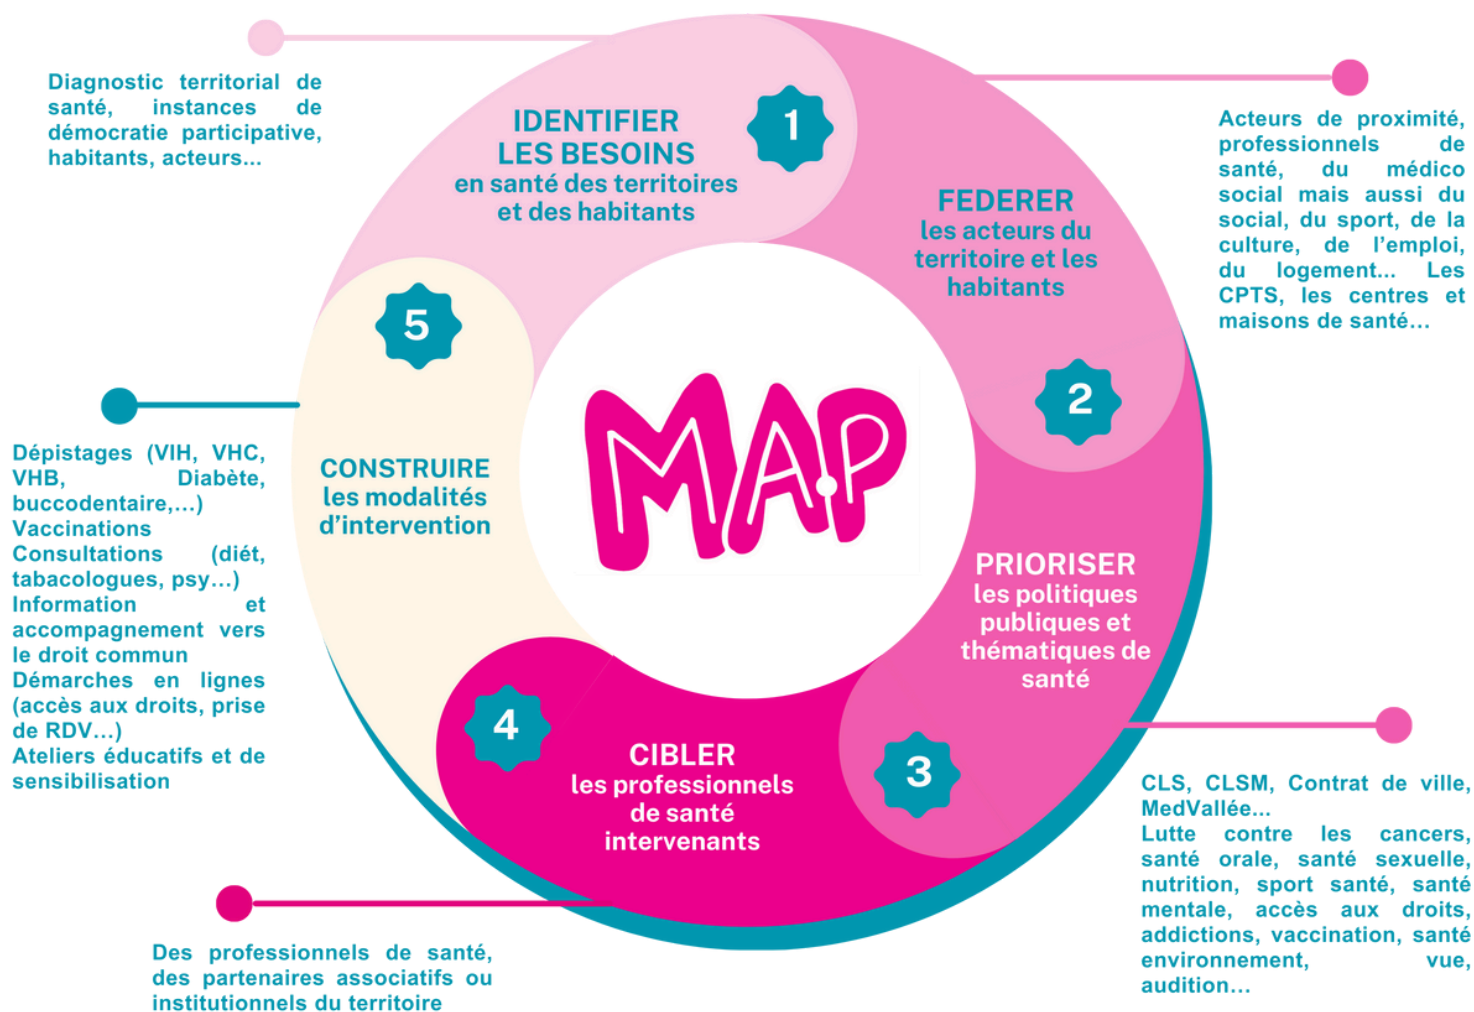 Diagnostic territorial de
santé, instances de
démocratie participative,
habitants, acteurs...
IDENTIFIER
LES BESOINS
en santé des territoires
et des habitants
1
FEDERER
les acteurs du
territoire et les
habitants
2
Acteurs de proximité,
professionnels de
santé, du médico
social mais aussi du
social, du sport, de la
culture, de l'emploi,
du logement... Les
CPTS, les centres et
maisons de santé...
MAP
PRIORISER
les politiques
publiques et
thématiques de
santé
3
CLS, CLSM, Contrat de ville,
MedVallée...
Lutte contre les cancers,
santé orale, santé sexuelle,
nutrition, sport santé, santé
mentale, accès aux droits,
addictions, vaccination, santé
environnement, vue,
audition...
CIBLER
les professionnels
de santé
intervenants
4
Des professionnels de santé,
des partenaires associatifs ou
institutionnels du territoire
5
CONSTRUIRE
les modalités
d'intervention
Dépistages (VIH, VHC,
VHB, Diabète,
buccodentaire,...)
Vaccinations
Consultations (diét,
tabacologues, psy...)
Information et
accompagnement vers
le droit commun
Démarches en lignes
(accès aux droits, prise
de RDV...)
Ateliers éducatifs et de
sensibilisation